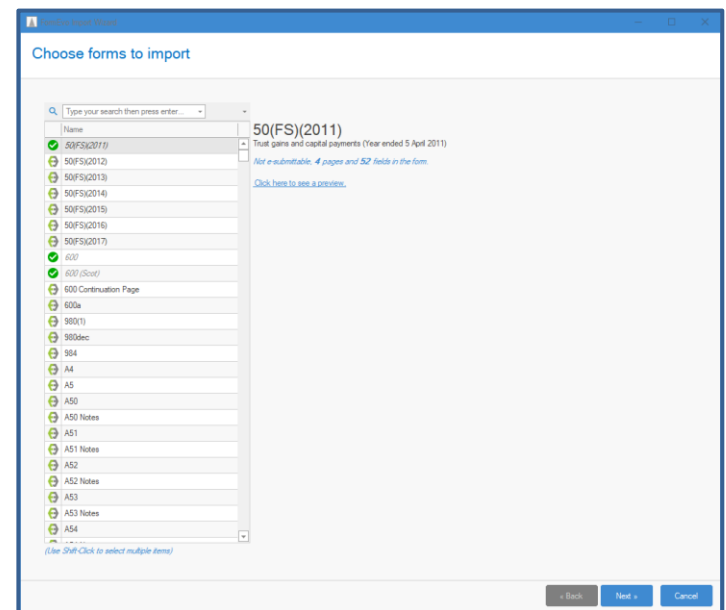 Choose forms to import
Type your search then press enter...
Name
50(FS)(2011)
50(FS)(2012)
50(FS)(2013)
50(FS)(2014)
50(FS)(2015)
50(FS)(2016)
50(FS)(2017)
600
600 (Scot)
600 Continuation Page
600a
980(1)
980dec
984
A4
A5
A50
A50 Notes
A51
A51 Notes
A52
A52 Notes
A53
A53 Notes
A54
(Use Shift-Click to select multiple items)
50(FS)(2011)
Trust gains and capital payments (Year ended 5 April 2011)
Not e-submittable, 4 pages and 52 fields in the form.
Click here to see a preview.
« Back
Next »
Cancel